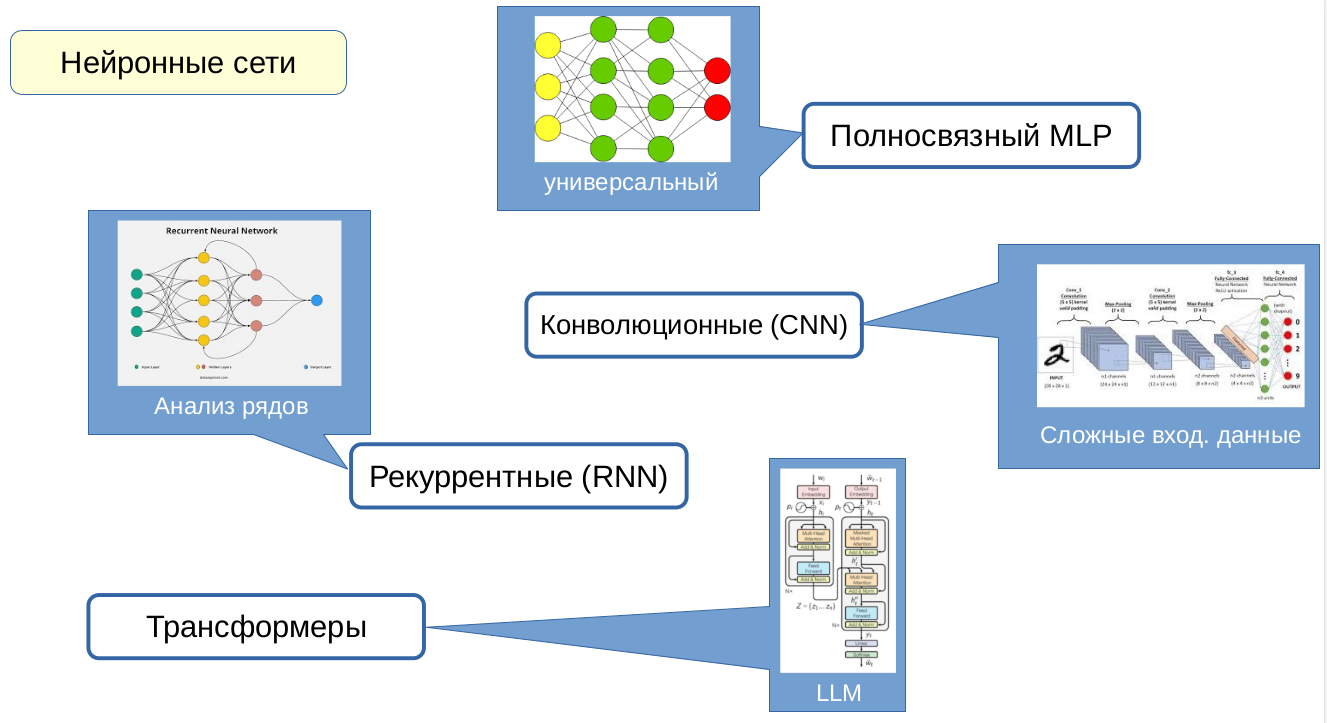 Нейронные сети
Полносвязный MLP
универсальный
Recurrent Neural Network
Input Layer
Hidden Layers
Output Layer
Анализ рядов
Конволюционные (CNN)
fc_3
Fully-Connected
Neural Network
ReLU activation
fc_4
Fully-Connected
Neural Network
Conv_1
Convolution
(5 x 5) kernel
valid padding
Max-Pooling
(2 x 2)
Conv_2
Convolution
(5 x 5) kernel
valid padding
Max-Pooling
(2 x 2)
(with
dropout)
0
1
2
9
INPUT
(28 x 28 x 1)
n1 channels
(24 x 24 x n1)
n1 channels
(12 x 12 x n1)
n2 channels
(8 x 8 x n2)
n2 channels
(4 x 4 x n2)
n3 units
OUTPUT
Сложные вход. данные
Рекуррентные (RNN)
Трансформеры
Input
Embedding
Output
Embedding
Multi-Head
Attention
Add & Norm
Feed
Forward
Add & Norm
N×
Masked
Multi-Head
Attention
Add & Norm
Multi-Head
Attention
Add & Norm
Feed
Forward
Add & Norm
N×
Linear
Softmax
LLM